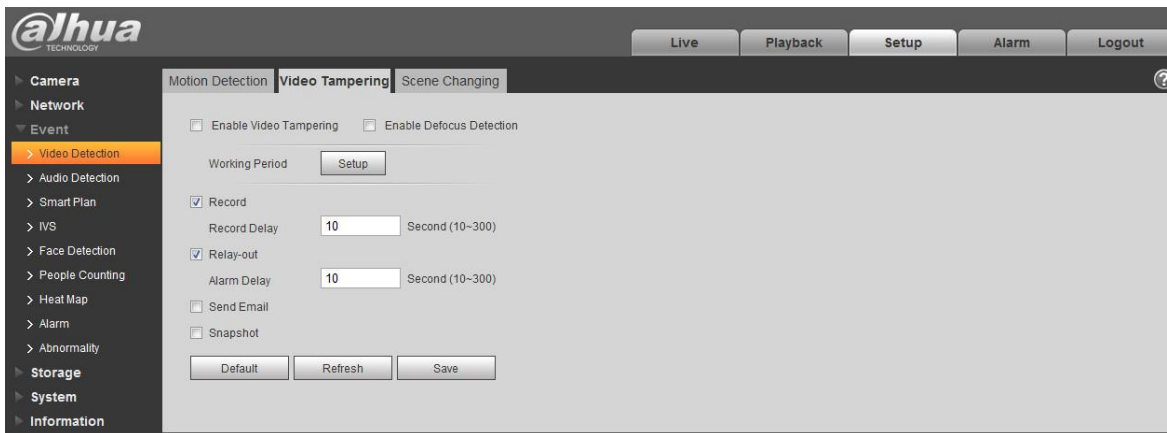 alhua
TECHNOLOGY
Live
Playback
Setup
Alarm
Logout
Camera
Network
Event
Video Detection
Audio Detection
Smart Plan
IVS
Face Detection
People Counting
Heat Map
Alarm
Abnormality
Storage
System
Information
Motion Detection Video Tampering Scene Changing
?
Enable Video Tampering Enable Defocus Detection
Working Period Setup
Record
Record Delay 10 Second (10~300)
Relay-out
Alarm Delay 10 Second (10~300)
Send Email
Snapshot
Default Refresh Save